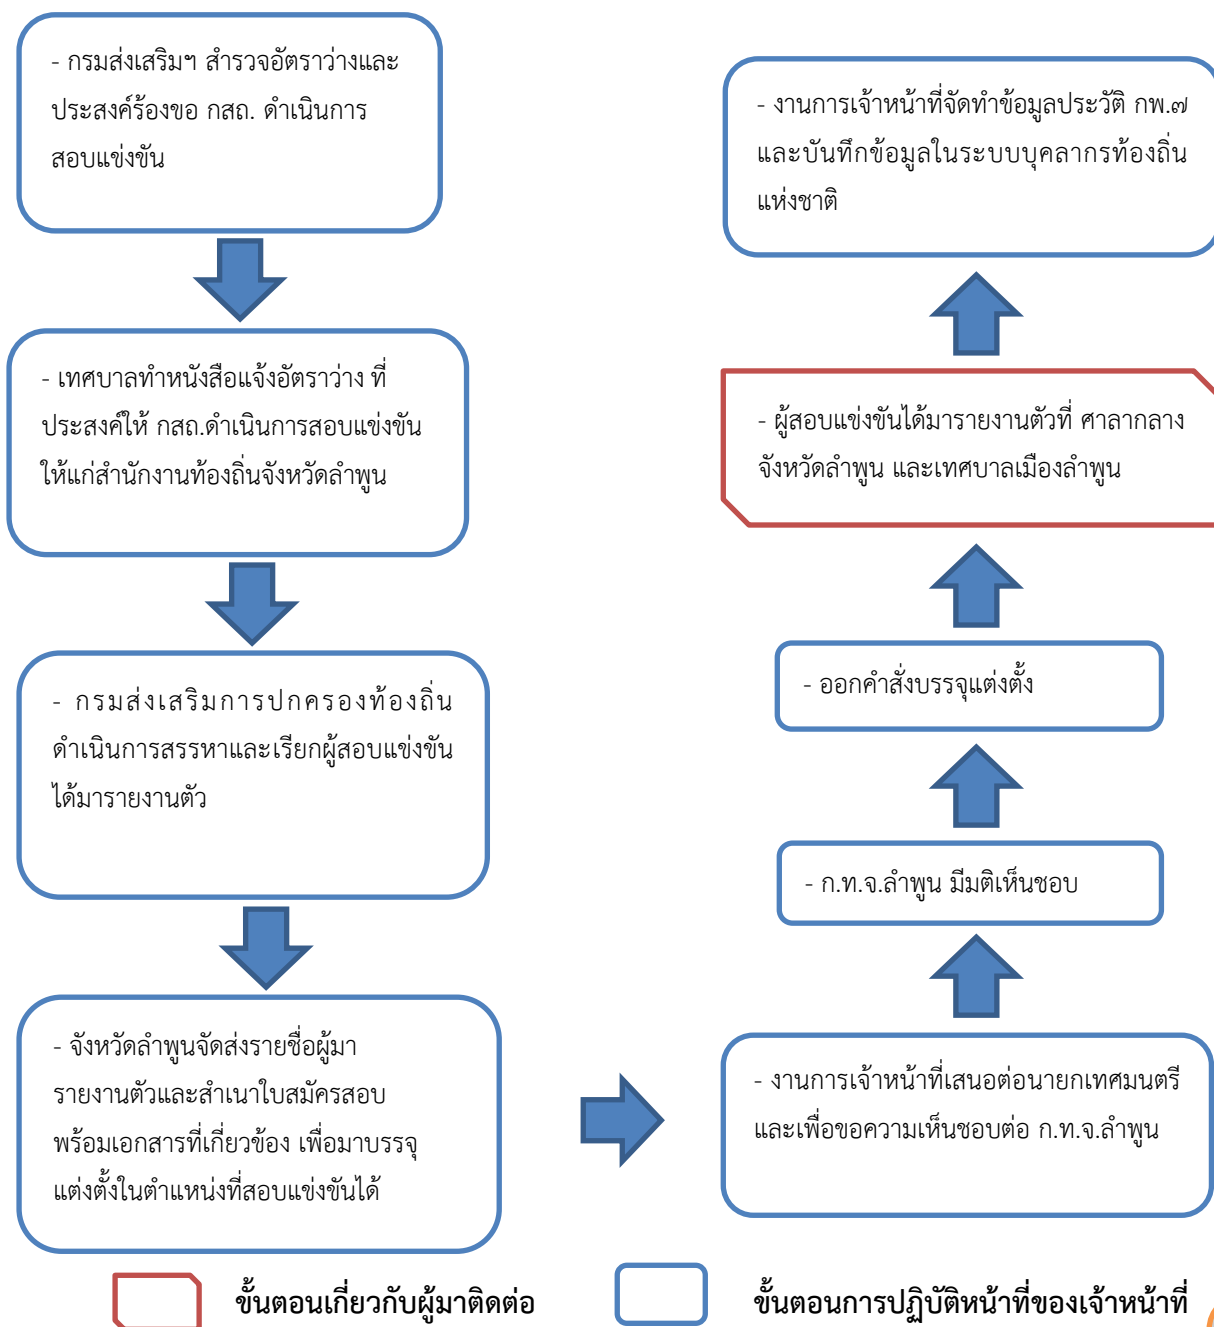 - กรมส่งเสริมฯ สำรวจอัตราว่างและ
ประสงค์ร้องขอ กสถ. ดำเนินการ
สอบแข่งขัน
- เทศบาลทำหนังสือแจ้งอัตราว่าง ที่
ประสงค์ให้ กสถ.ดำเนินการสอบแข่งขัน
ให้แก่สำนักงานท้องถิ่นจังหวัดลำพูน
- กรมส่งเสริมการปกครองท้องถิ่น
ดำเนินการสรรหาและเรียกผู้สอบแข่งขัน
ได้มารายงานตัว
- จังหวัดลำพูนจัดส่งรายชื่อผู้มา
รายงานตัวและสำเนาใบสมัครสอบ
พร้อมเอกสารที่เกี่ยวข้อง เพื่อมาบรรจุ
แต่งตั้งในตำแหน่งที่สอบแข่งขันได้
- งานการเจ้าหน้าที่เสนอต่อนายกเทศมนตรี
และเพื่อขอความเห็นชอบต่อ ก.ท.จ.ลำพูน
- ก.ท.จ.ลำพูน มีมติเห็นชอบ
- ออกคำสั่งบรรจุแต่งตั้ง
- ผู้สอบแข่งขันได้มารายงานตัวที่ ศาลากลาง
จังหวัดลำพูน และเทศบาลเมืองลำพูน
- งานการเจ้าหน้าที่จัดทำข้อมูลประวัติ กพ.๗
และบันทึกข้อมูลในระบบบุคลากรท้องถิ่น
แห่งชาติ
ขั้นตอนเกี่ยวกับผู้มาติดต่อ
ขั้นตอนการปฏิบัติหน้าที่ของเจ้าหน้าที่